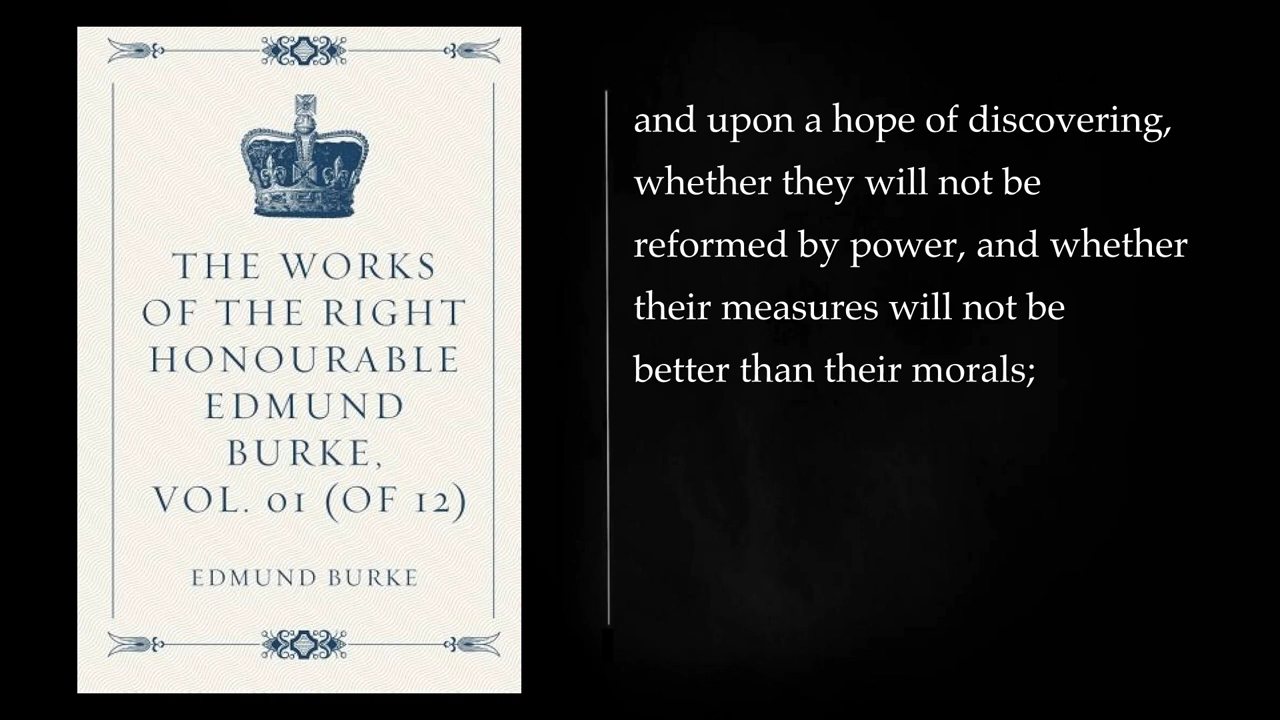 THE WORKS
OF THE RIGHT
HONOURABLE
EDMUND
BURKE,
VOL. 01 (OF 12)
EDMUND BURKE
and upon a hope of discovering,
whether they will not be
reformed by power, and whether
their measures will not be
better than their morals;